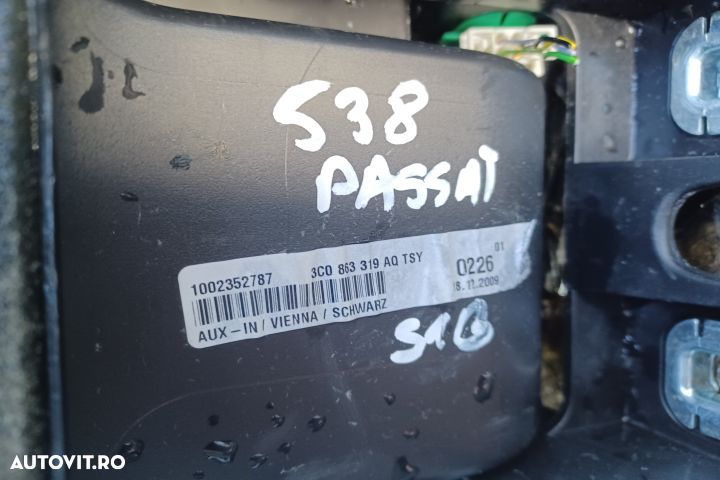 538
PASSAT
1002352787 3C0 863 319 AQ TSY 0226 01
AUX-IN / VIENNA / SCHWARZ 18.11.2009
AUTOVIT.RO